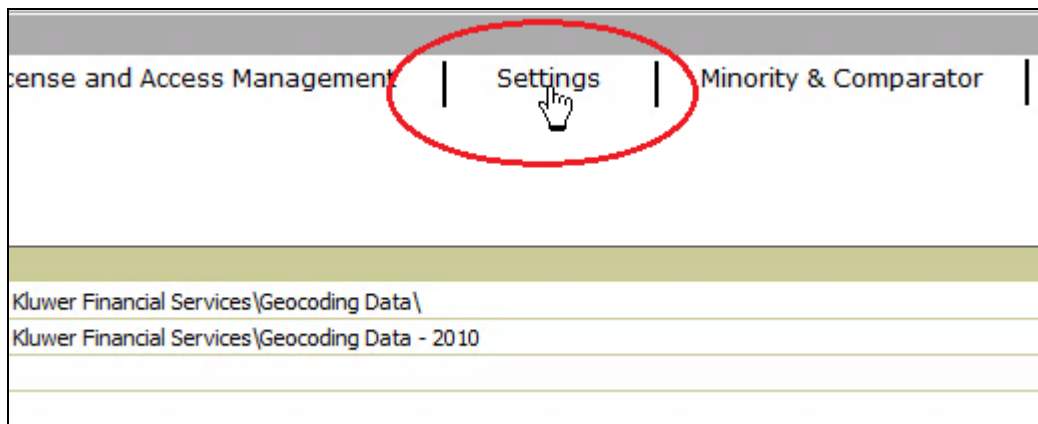 cense and Access Management Settings Minority & Comparator
Kluwer Financial Services\Geocoding Data\
Kluwer Financial Services\Geocoding Data - 2010